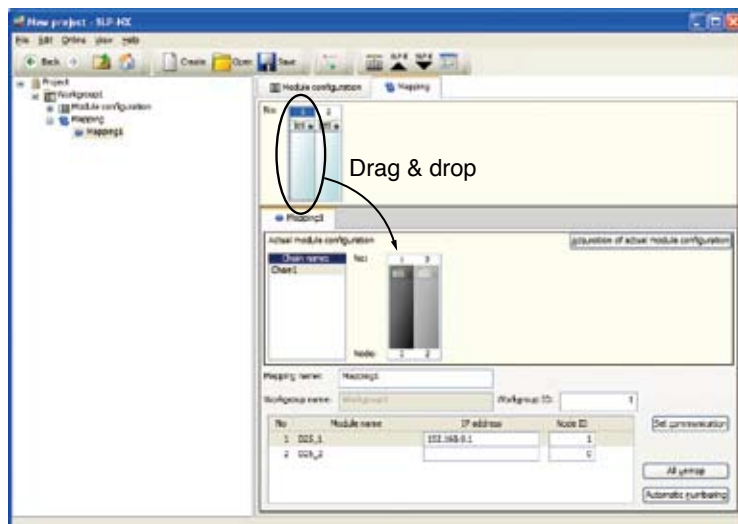 New project - SLP-NX
File Edit Online View Help
Back Create Open Save
Project
Workgroup1
Module configuration
Mapping
Mapping1
Module configuration Mapping
No: 1 2
Drag & drop
Mapping1
Actual module configuration
Acquisition of actual module configuration
Chain name: No: 1 2
Chain1
Node: 1 2
Mapping name: Mapping1
Workgroup name: Workgroup1 Workgroup ID: 1
No Module name IP address Node ID
1 D25_1 192.168.0.1 1
2 D25_2 0
Set communication
All unmap
Automatic numbering